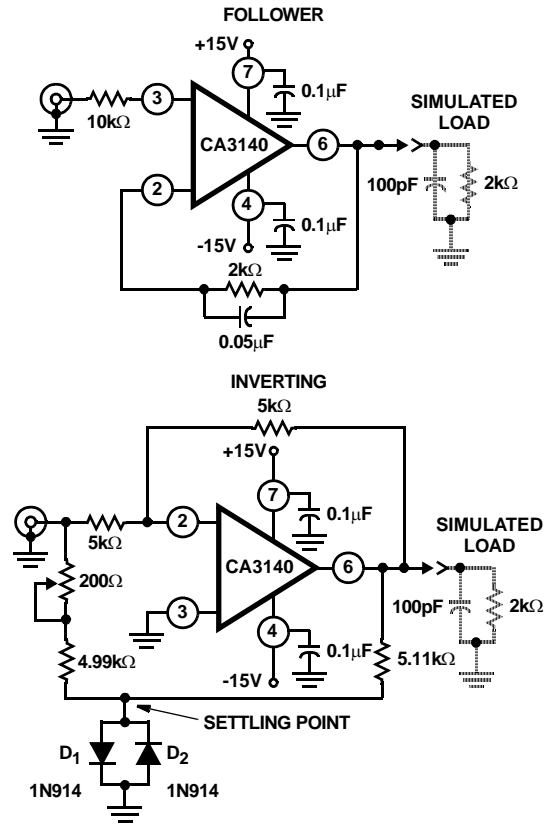 FOLLOWER
+15V
7
0.1μF
3
10kΩ
CA3140
6
SIMULATED
LOAD
100pF
2kΩ
2
4
0.1μF
-15V
2kΩ
0.05μF
INVERTING
5kΩ
+15V
7
0.1μF
5kΩ
2
CA3140
6
SIMULATED
LOAD
200Ω
100pF
2kΩ
3
4
0.1μF
4.99kΩ
5.11kΩ
-15V
SETTLING POINT
D1
D2
1N914
1N914